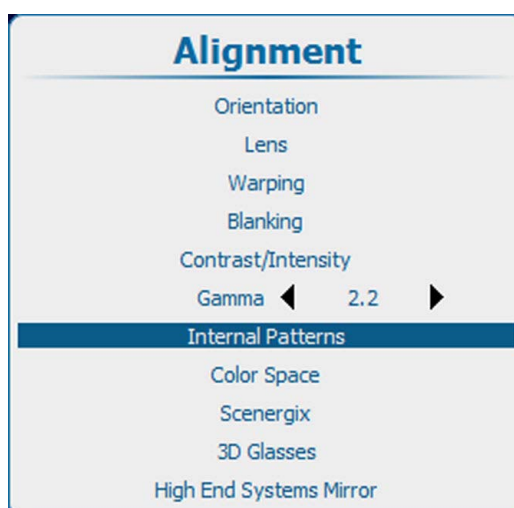 Alignment
Orientation
Lens
Warping
Blanking
Contrast/Intensity
Gamma 2.2
Internal Patterns
Color Space
Scenergix
3D Glasses
High End Systems Mirror